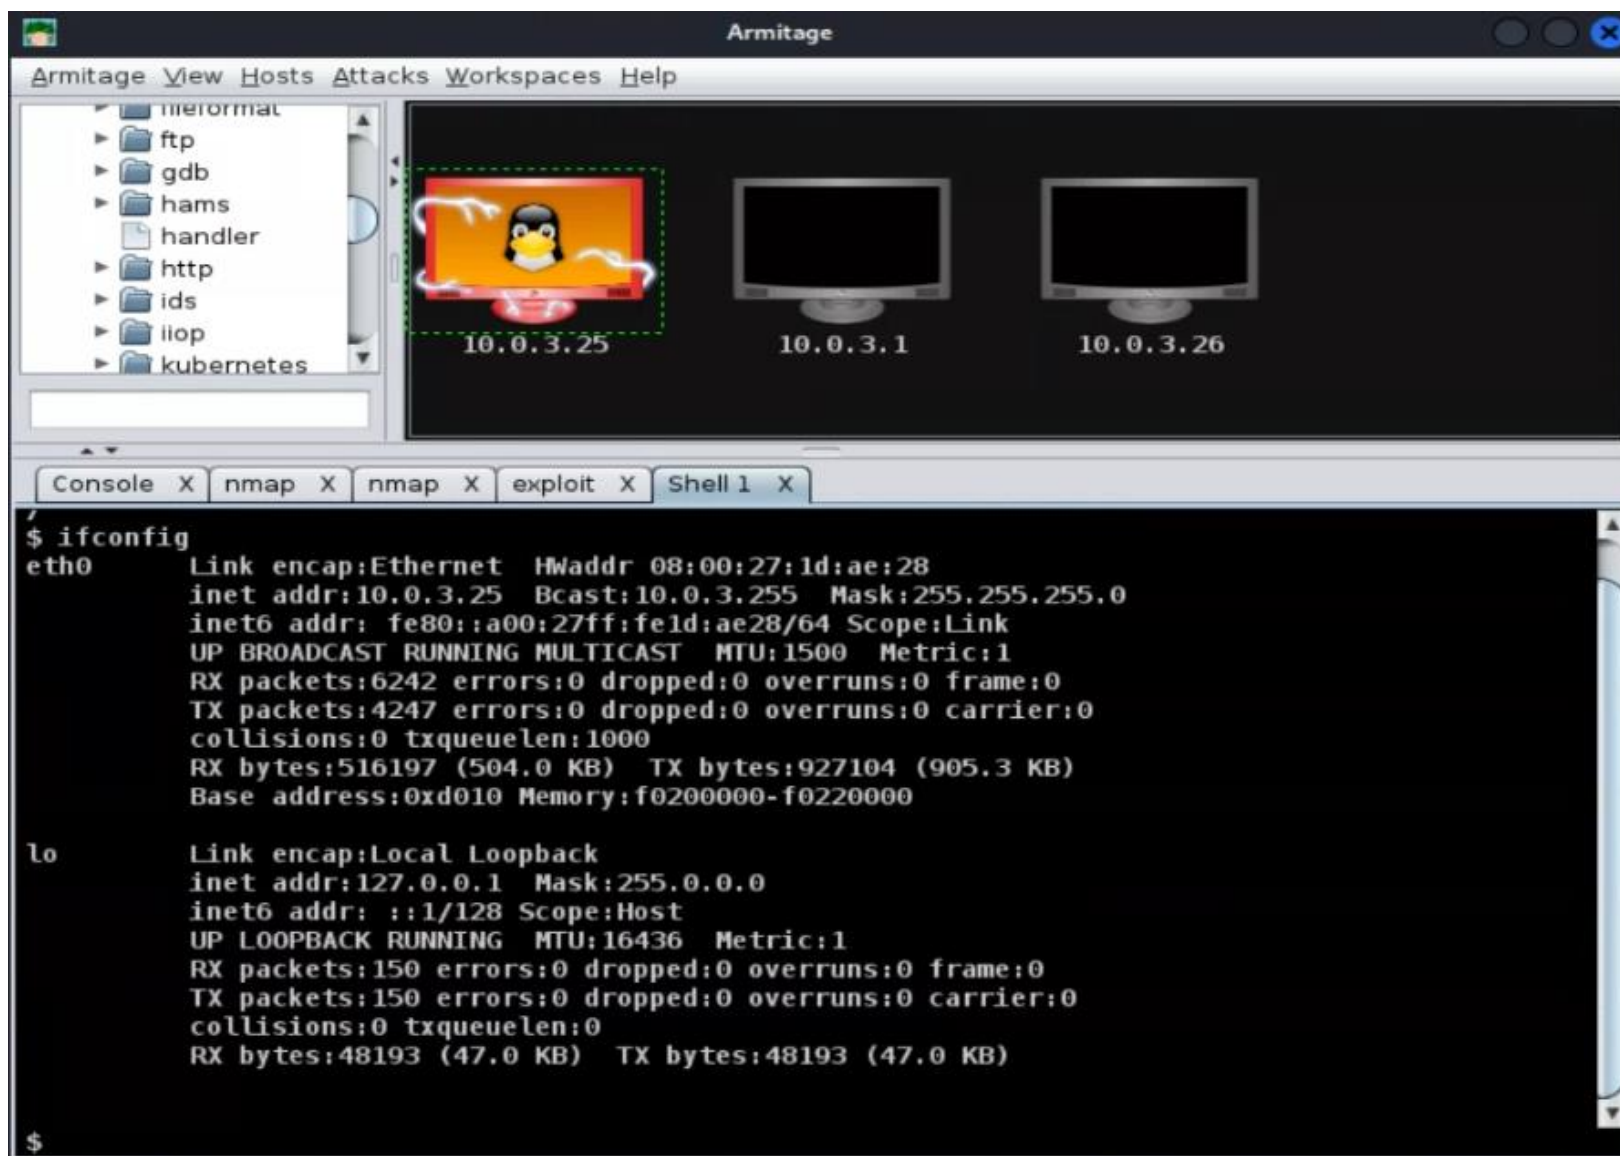 Armitage
Armitage View Hosts Attacks Workspaces Help
fileformat
ftp
gdb
hams
handler
http
ids
iiop
kubernetes
10.0.3.25
10.0.3.1
10.0.3.26
Console X nmap X nmap X exploit X Shell 1 X
/
$ ifconfig
eth0 Link encap:Ethernet HWaddr 08:00:27:1d:ae:28
inet addr:10.0.3.25 Bcast:10.0.3.255 Mask:255.255.255.0
inet6 addr: fe80::a00:27ff:fe1d:ae28/64 Scope:Link
UP BROADCAST RUNNING MULTICAST MTU:1500 Metric:1
RX packets:6242 errors:0 dropped:0 overruns:0 frame:0
TX packets:4247 errors:0 dropped:0 overruns:0 carrier:0
collisions:0 txqueuelen:1000
RX bytes:516197 (504.0 KB) TX bytes:927104 (905.3 KB)
Base address:0xd010 Memory:f0200000-f0220000
lo Link encap:Local Loopback
inet addr:127.0.0.1 Mask:255.0.0.0
inet6 addr: ::1/128 Scope:Host
UP LOOPBACK RUNNING MTU:16436 Metric:1
RX packets:150 errors:0 dropped:0 overruns:0 frame:0
TX packets:150 errors:0 dropped:0 overruns:0 carrier:0
collisions:0 txqueuelen:0
RX bytes:48193 (47.0 KB) TX bytes:48193 (47.0 KB)
$